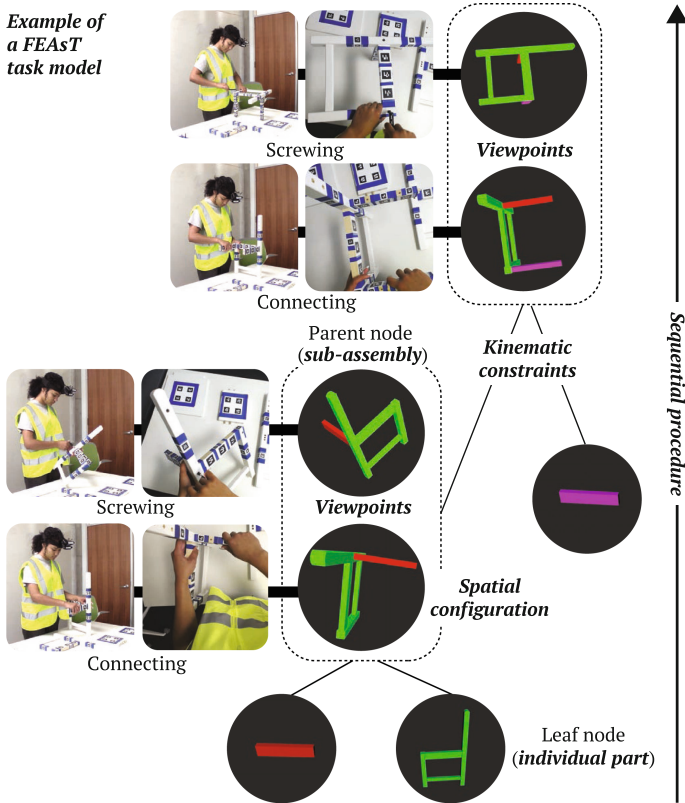 Example of
a FEAsT
task model
Screwing
Viewpoints
Connecting
Parent node
(sub-assembly)
Kinematic
constraints
Sequential procedure
Screwing
Viewpoints
Spatial
configuration
Connecting
Leaf node
(individual part)